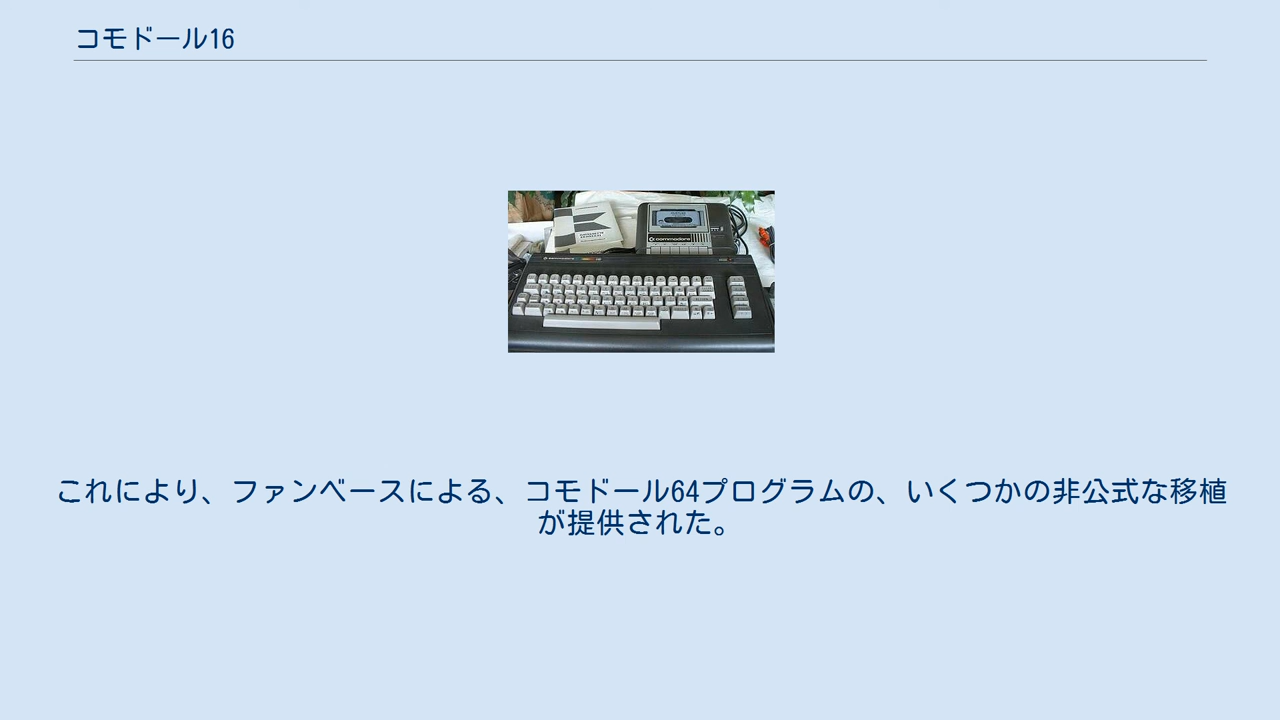 コモドール16
commodore
これにより、ファンベースによる、コモドール64プログラムの、いくつかの非公式な移植
が提供された。